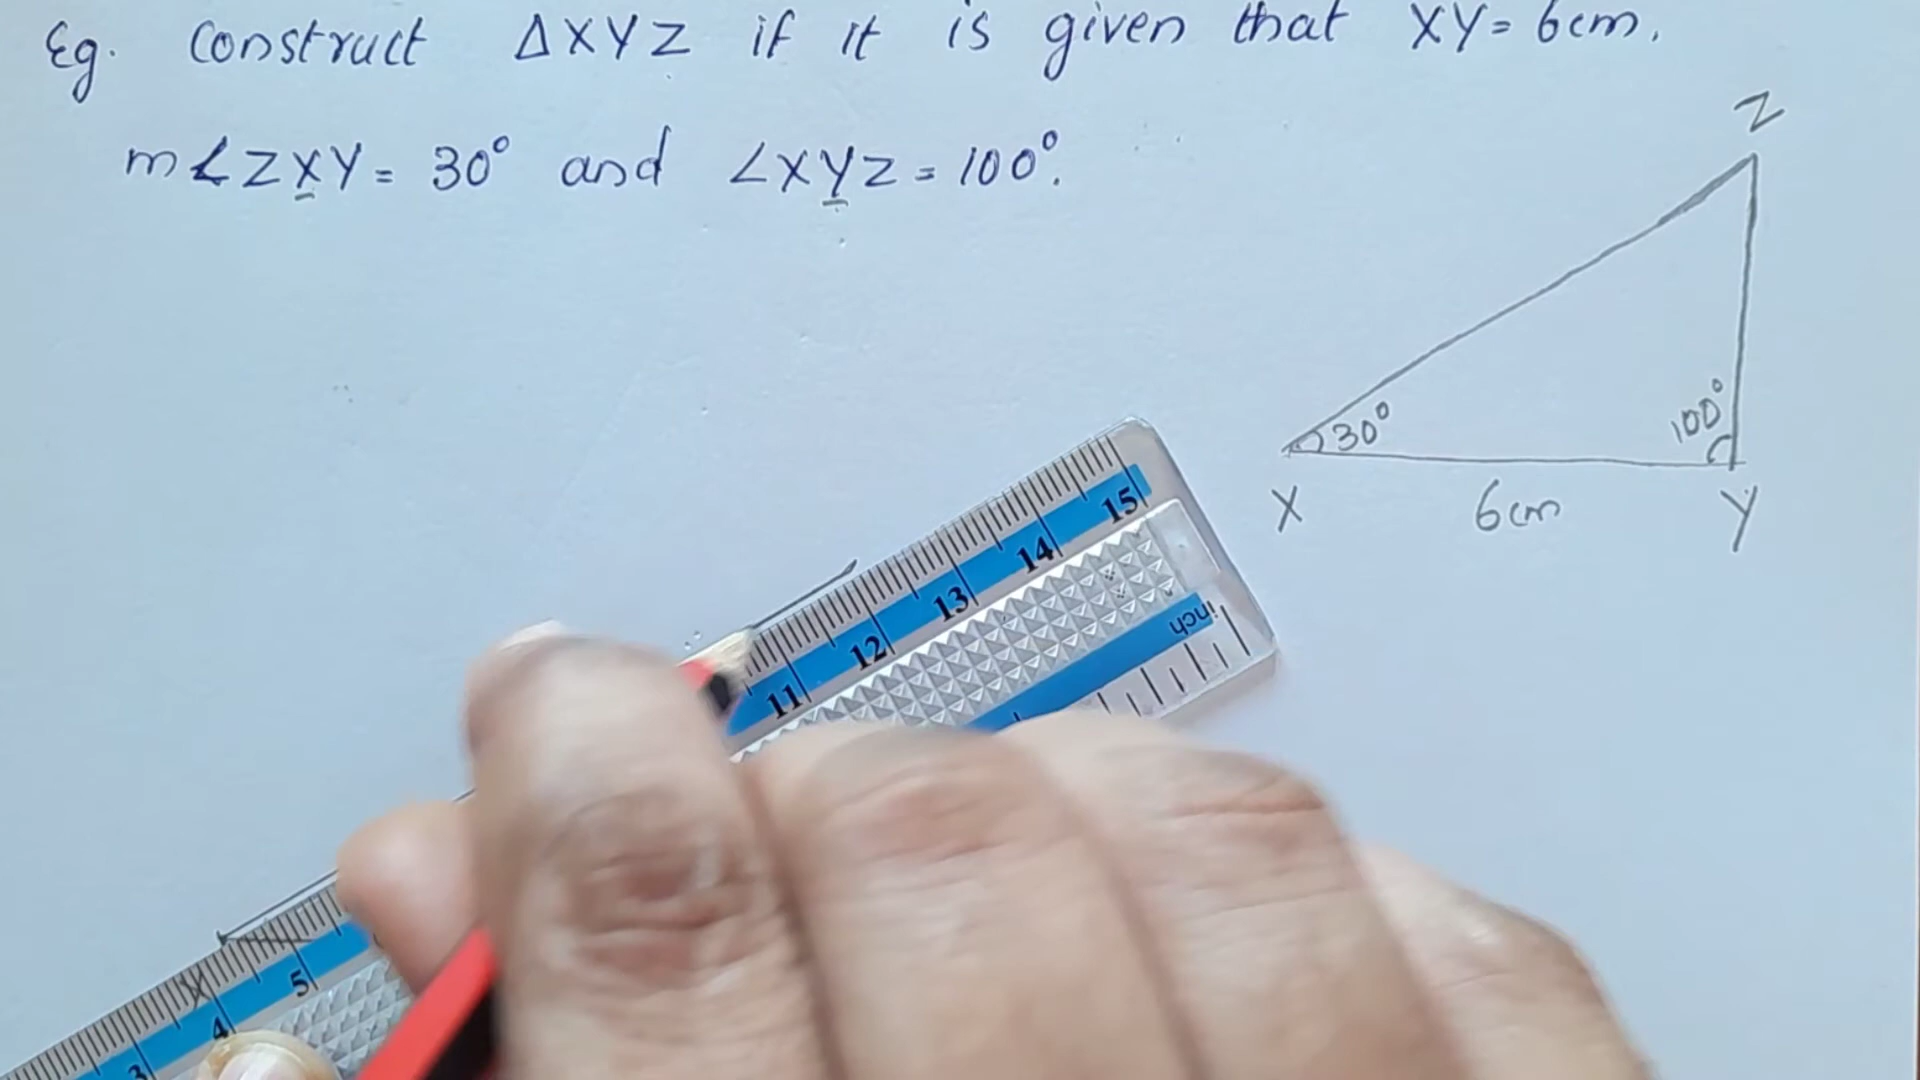 Eg. Construct ΔXYZ if it is given that XY = 6cm.
m∠ZXY = 30° and ∠XYZ = 100°.
Z
30°
100°
X
6cm
Y
15
14
13
12
11
inch
5
4
3
X